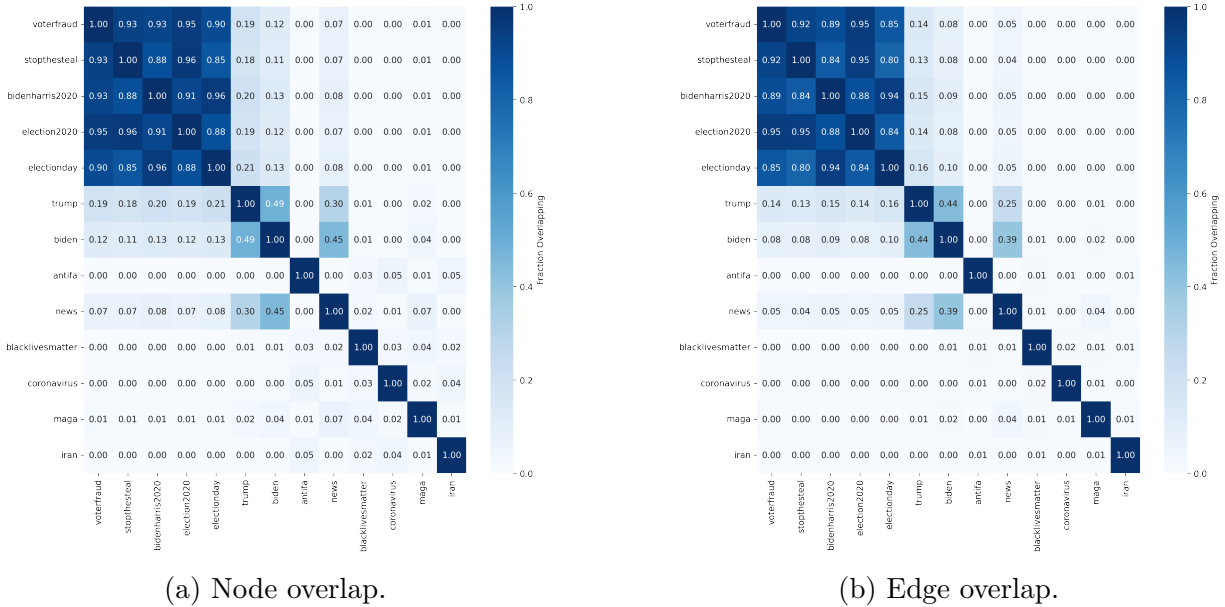 voterfraud 1.00 0.93 0.93 0.95 0.90 0.19 0.12 0.00 0.07 0.00 0.00 0.01 0.00
stopthesteal 0.93 1.00 0.88 0.96 0.85 0.18 0.11 0.00 0.07 0.00 0.00 0.01 0.00
bidenharris2020 0.93 0.88 1.00 0.91 0.96 0.20 0.13 0.00 0.08 0.00 0.00 0.01 0.00
election2020 0.95 0.96 0.91 1.00 0.88 0.19 0.12 0.00 0.07 0.00 0.00 0.01 0.00
electionday 0.90 0.85 0.96 0.88 1.00 0.21 0.13 0.00 0.08 0.00 0.00 0.01 0.00
trump 0.19 0.18 0.20 0.19 0.21 1.00 0.49 0.00 0.30 0.01 0.00 0.02 0.00
biden 0.12 0.11 0.13 0.12 0.13 0.49 1.00 0.00 0.45 0.01 0.00 0.04 0.00
antifa 0.00 0.00 0.00 0.00 0.00 0.00 0.00 1.00 0.00 0.03 0.05 0.01 0.05
news 0.07 0.07 0.08 0.07 0.08 0.30 0.45 0.00 1.00 0.02 0.01 0.07 0.00
blacklivesmatter 0.00 0.00 0.00 0.00 0.00 0.01 0.01 0.03 0.02 1.00 0.03 0.04 0.02
coronavirus 0.00 0.00 0.00 0.00 0.00 0.00 0.00 0.05 0.01 0.03 1.00 0.02 0.04
maga 0.01 0.01 0.01 0.01 0.01 0.02 0.04 0.01 0.07 0.04 0.02 1.00 0.01
iran 0.00 0.00 0.00 0.00 0.00 0.00 0.00 0.05 0.00 0.02 0.04 0.01 1.00
voterfraud stopthesteal bidenharris2020 election2020 electionday trump biden antifa news blacklivesmatter coronavirus maga iran
1.0
0.8
0.6
0.4
0.2
0.0
Fraction Overlapping
(a) Node overlap.
voterfraud 1.00 0.92 0.89 0.95 0.85 0.14 0.08 0.00 0.05 0.00 0.00 0.00 0.00
stopthesteal 0.92 1.00 0.84 0.95 0.80 0.13 0.08 0.00 0.04 0.00 0.00 0.00 0.00
bidenharris2020 0.89 0.84 1.00 0.88 0.94 0.15 0.09 0.00 0.05 0.00 0.00 0.00 0.00
election2020 0.95 0.95 0.88 1.00 0.84 0.14 0.08 0.00 0.05 0.00 0.00 0.00 0.00
electionday 0.85 0.80 0.94 0.84 1.00 0.16 0.10 0.00 0.05 0.00 0.00 0.00 0.00
trump 0.14 0.13 0.15 0.14 0.16 1.00 0.44 0.00 0.25 0.00 0.00 0.01 0.00
biden 0.08 0.08 0.09 0.08 0.10 0.44 1.00 0.00 0.39 0.01 0.00 0.02 0.00
antifa 0.00 0.00 0.00 0.00 0.00 0.00 0.00 1.00 0.00 0.01 0.01 0.00 0.01
news 0.05 0.04 0.05 0.05 0.05 0.25 0.39 0.00 1.00 0.01 0.00 0.04 0.00
blacklivesmatter 0.00 0.00 0.00 0.00 0.00 0.00 0.01 0.01 0.01 1.00 0.02 0.01 0.01
coronavirus 0.00 0.00 0.00 0.00 0.00 0.00 0.00 0.01 0.00 0.02 1.00 0.01 0.00
maga 0.00 0.00 0.00 0.00 0.00 0.01 0.02 0.00 0.04 0.01 0.01 1.00 0.01
iran 0.00 0.00 0.00 0.00 0.00 0.00 0.00 0.01 0.00 0.01 0.00 0.01 1.00
voterfraud stopthesteal bidenharris2020 election2020 electionday trump biden antifa news blacklivesmatter coronavirus maga iran
1.0
0.8
0.6
0.4
0.2
0.0
Fraction Overlapping
(b) Edge overlap.